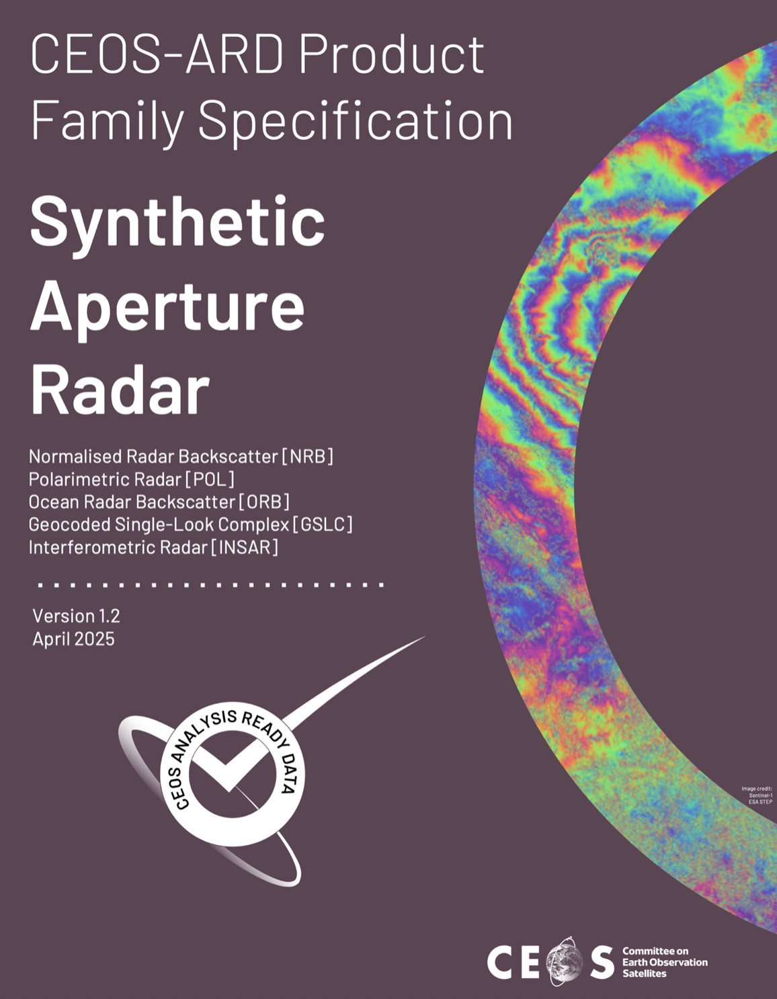 CEOS-ARD Product
Family Specification
Synthetic
Aperture
Radar
Normalised Radar Backscatter [NRB]
Polarimetric Radar [POL]
Ocean Radar Backscatter [ORB]
Geocoded Single-Look Complex [GSLC]
Interferometric Radar [INSAR]
Version 1.2
April 2025
CEOS ANALYSIS READY DATA
Image credit:
Sentinel-1
ESA STEP
CEOS
Committee on
Earth Observation
Satellites